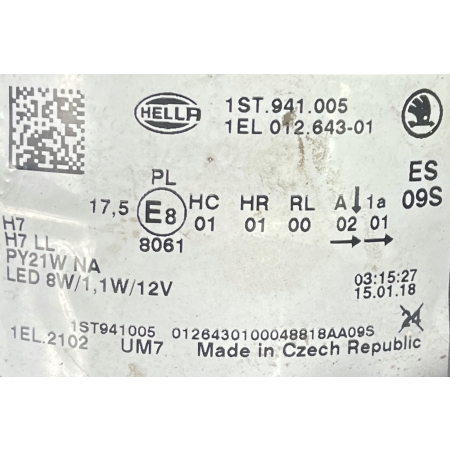 HELLA
1ST.941.005
1EL 012.643-01
ES
09S
PL
17,5 E8 HC HR RL A 1a
01 01 00 02 01
8061
H7
H7 LL
PY21W NA
LED 8W/1,1W/12V
03:15:27
15.01.18
1ST941005 0126430100048818AA09S
24
1EL.2102 UM7 Made in Czech Republic